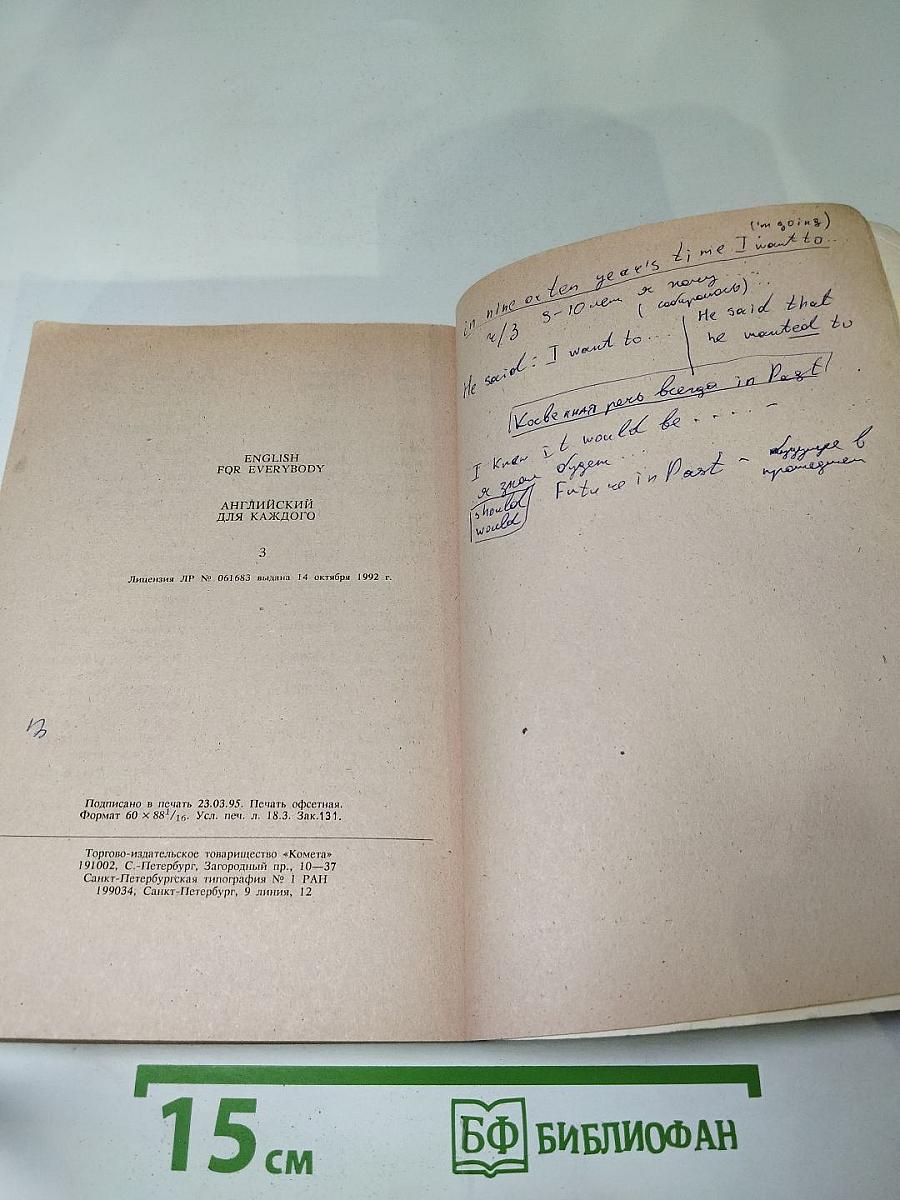 ENGLISH
FOR EVERYBODY
АНГЛИЙСКИЙ
ДЛЯ КАЖДОГО
3
Лицензия ЛР № 061683 выдана 14 октября 1992 г.
Подписано в печать 23.03.95. Печать офсетная.
Формат 60 × 88 1/16. Усл. печ. л. 18.3. Зак.131.
Торгово-издательское товарищество «Комета»
191002, С.-Петербург, Загородный пр., 10—37
Санкт-Петербургская типография № 1 РАН
199034, Санкт-Петербург, 9 линия, 12
(I'm going)
in nine or ten year's time I want to...
ч/з 9-10 лет я хочу ....
(собираюсь)...
He said: I want to...
He said that
he wanted to
Косвенная речь всегда in Past
I know it would be .... -
я знал будет...
should
would
Future in Past - будущее в
прошедшем
15 см
БФ БИБЛИОФАН